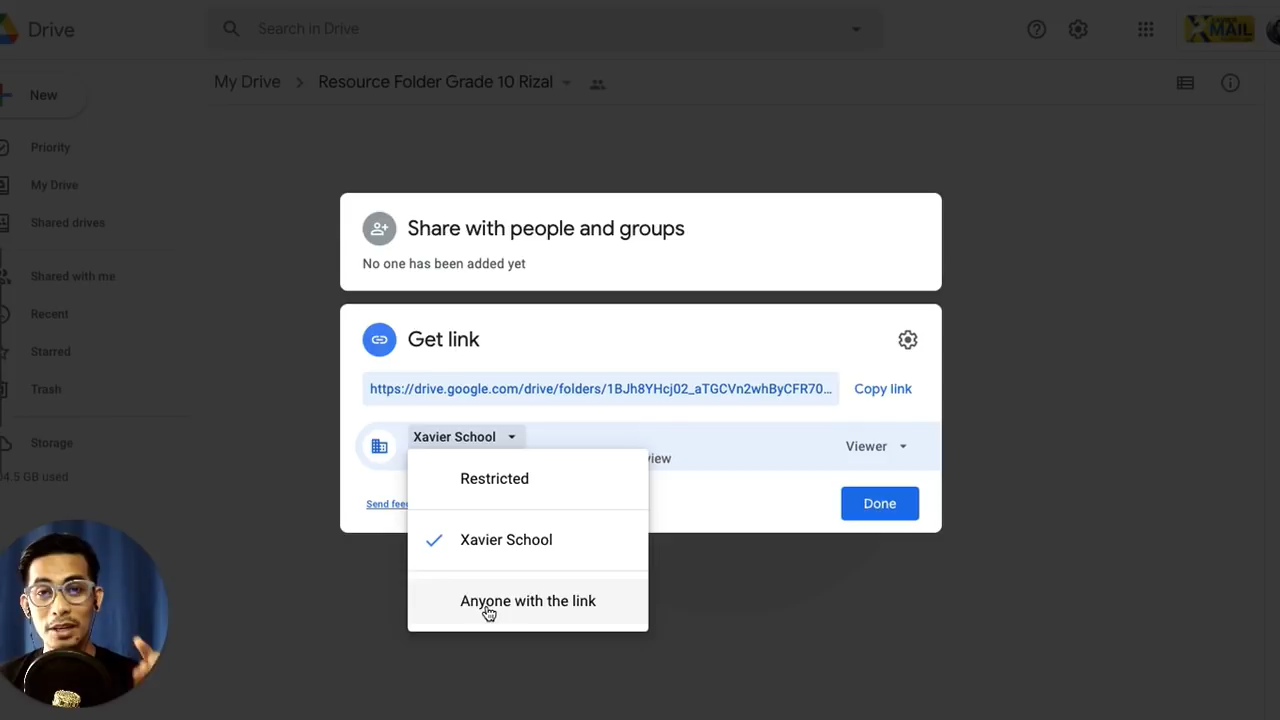 Drive
Search in Drive
XMAIL
My Drive
Resource Folder Grade 10 Rizal
New
Priority
My Drive
Shared drives
Shared with me
Recent
Starred
Trash
Storage
4.5 GB used
Share with people and groups
No one has been added yet
Get link
https://drive.google.com/drive/folders/1BJh8YHcj02_aTGCVn2whByCFR70...
Copy link
Xavier School
view
Viewer
Restricted
Send fee
Done
Xavier School
Anyone with the link